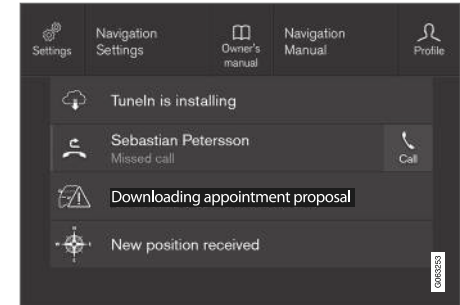 Settings
Navigation
Settings
Owner's
manual
Navigation
Manual
Profile
TuneIn is installing
Sebastian Petersson
Missed call
Call
Downloading appointment proposal
New position received
G063253